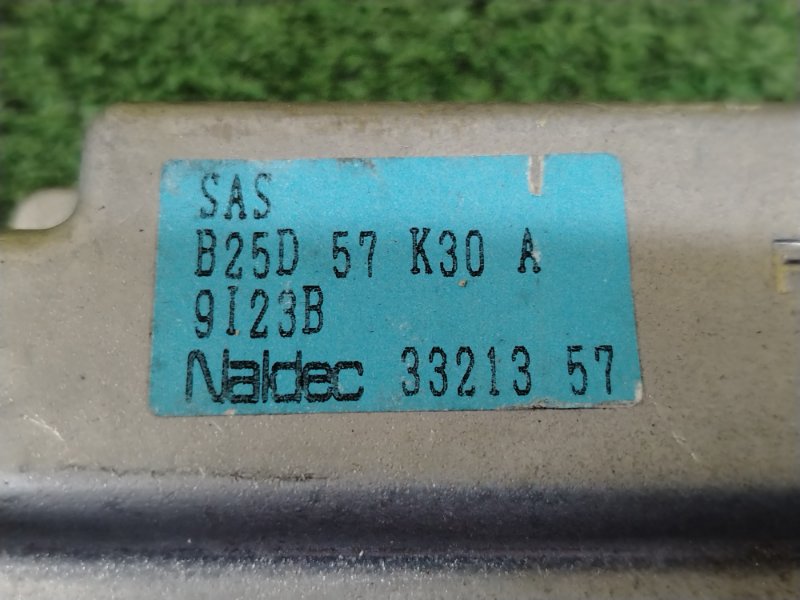 SAS
B25D 57 K30 A
9I23B
Naldec 33213 57